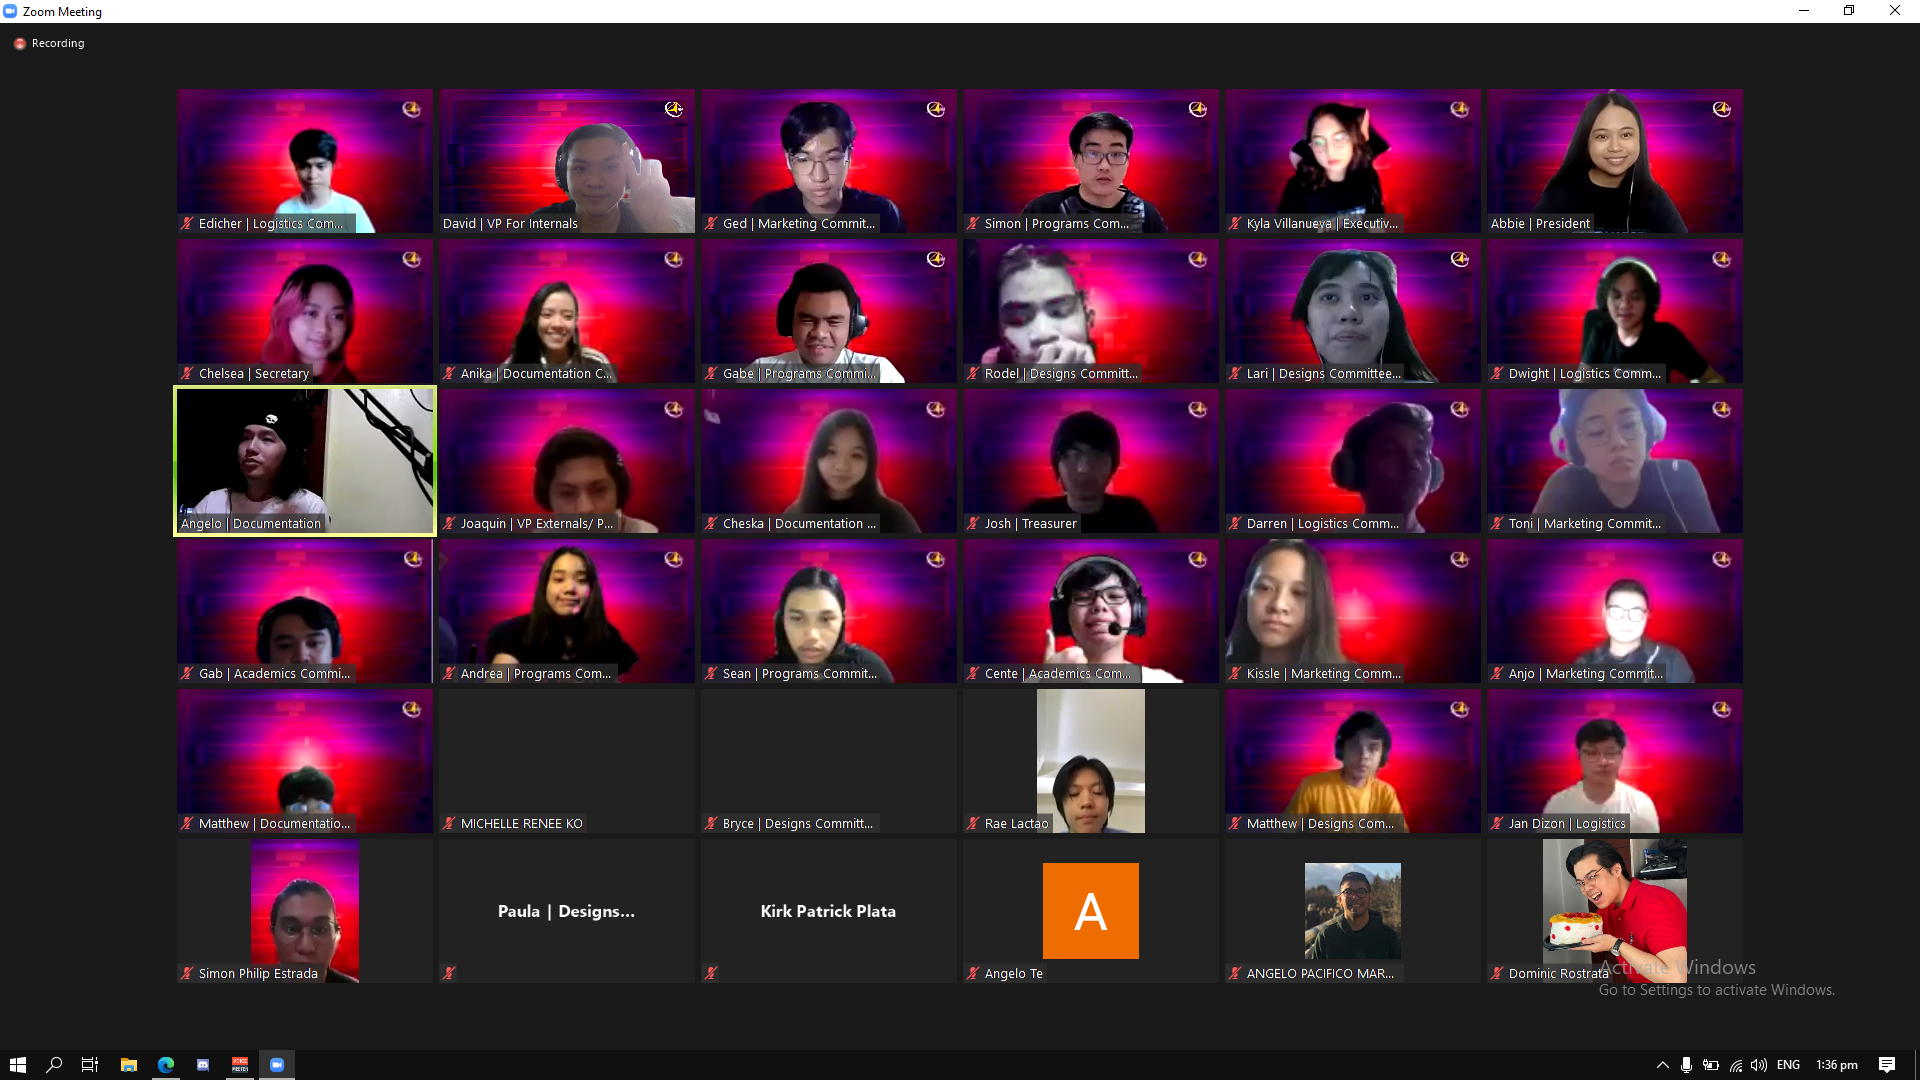 Zoom Meeting
Recording
Edicher | Logistics Com...
David | VP For Internals
Ged | Marketing Commit...
Simon | Programs Com...
Kyla Villanueva | Executiv...
Abbie | President
Chelsea | Secretary
Anika | Documentation C...
Gabe | Programs Commi...
Rodel | Designs Committ...
Lari | Designs Committee...
Dwight | Logistics Comm...
Angelo | Documentation
Joaquin | VP Externals/ P...
Cheska | Documentation ...
Josh | Treasurer
Darren | Logistics Comm...
Toni | Marketing Commit...
Gab | Academics Commi...
Andrea | Programs Com...
Sean | Programs Commit...
Cente | Academics Com...
Kissle | Marketing Comm...
Anjo | Marketing Commit...
Matthew | Documentatio...
MICHELLE RENEE KO
Bryce | Designs Committ...
Rae Lactao
Matthew | Designs Com...
Jan Dizon | Logistics
Simon Philip Estrada
Paula | Designs...
Kirk Patrick Plata
A
Angelo Te
ANGELO PACIFICO MAR...
Dominic Rostrata
Activate Windows
Go to Settings to activate Windows.
VOICE
MEETER
ENG
1:36 pm